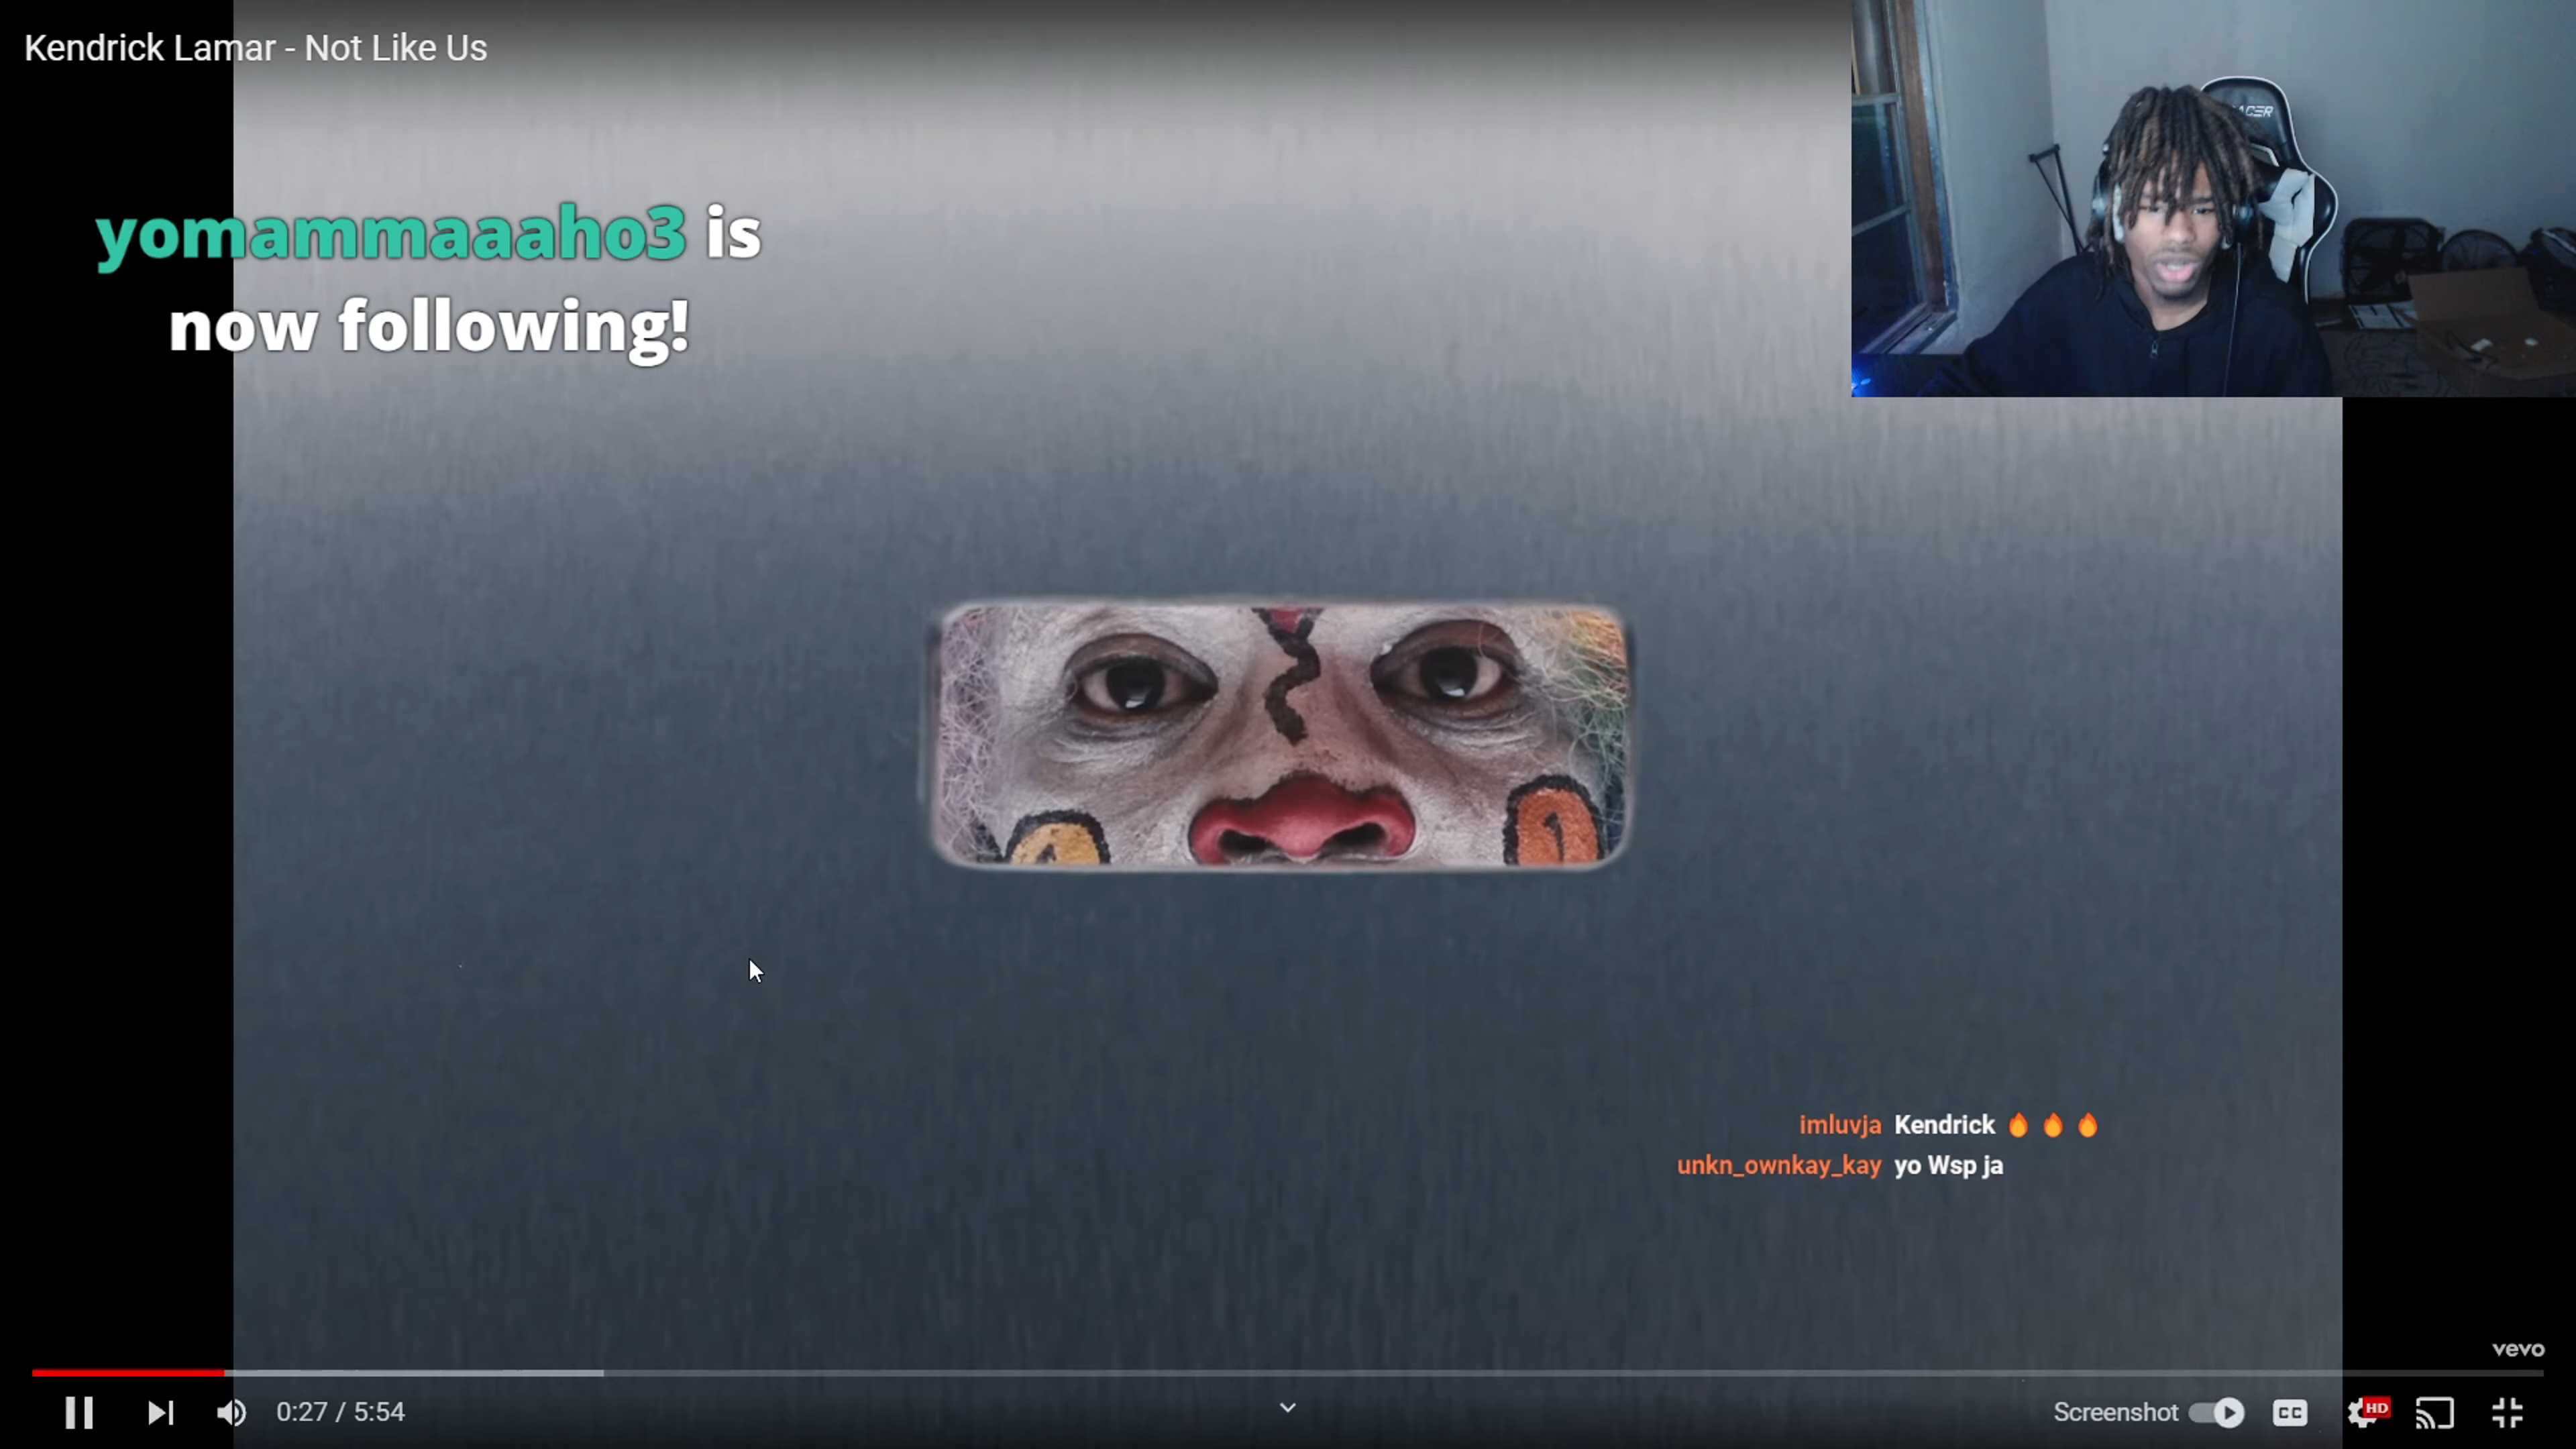 Kendrick Lamar - Not Like Us
yomammaaaho3 is
now following!
imluvja Kendrick 🔥 🔥 🔥
unkn_ownkay_kay yo Wsp ja
vevo
0:27 / 5:54
Screenshot
CC
HD